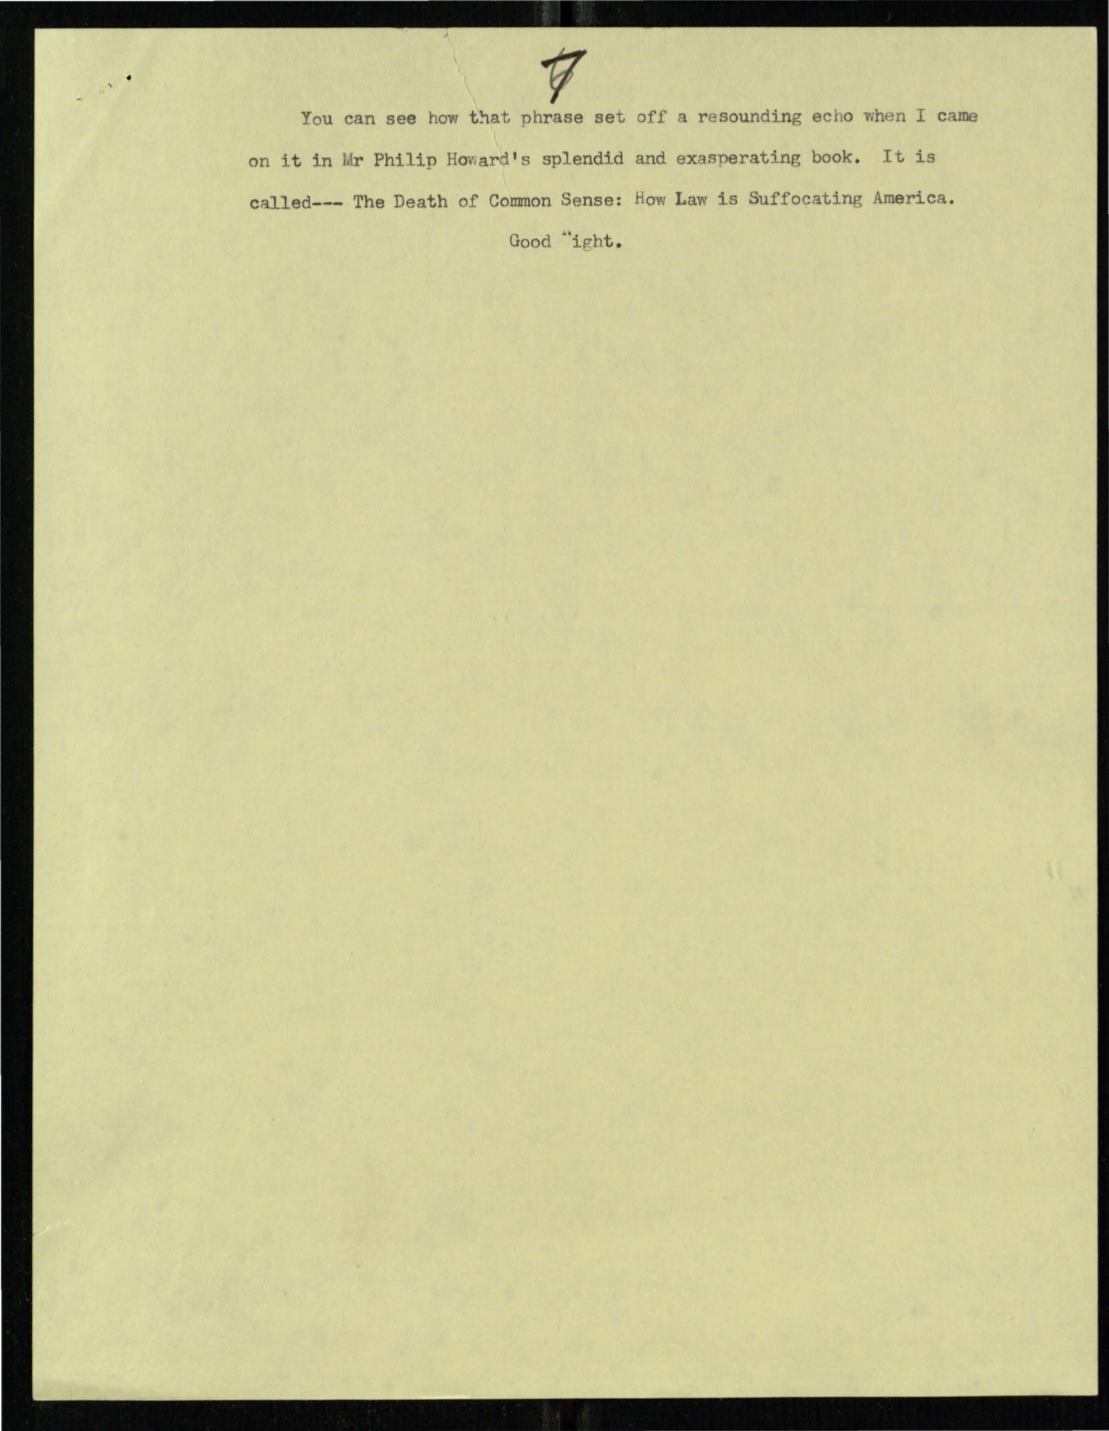 7
You can see how that phrase set off a resounding echo when I came
on it in Mr Philip Howard's splendid and exasperating book. It is
called--- The Death of Common Sense: How Law is Suffocating America.
Good Night.